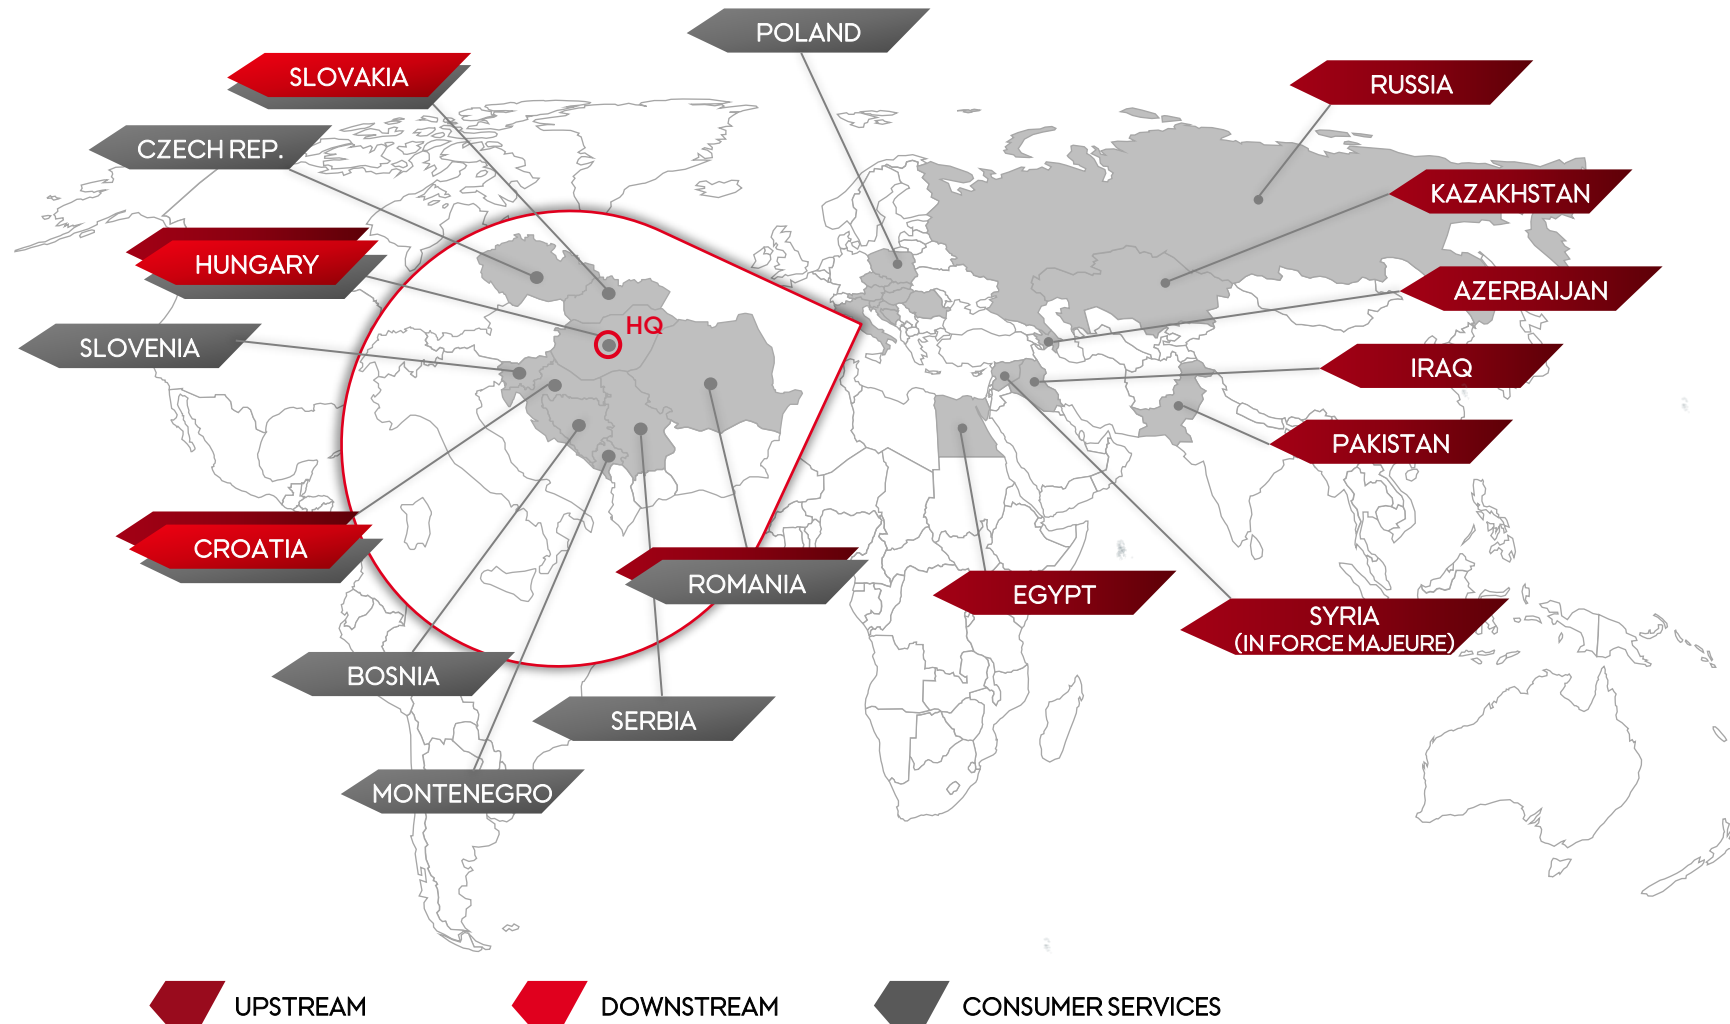 POLAND
SLOVAKIA
RUSSIA
CZECH REP.
KAZAKHSTAN
HUNGARY
AZERBAIJAN
HQ
SLOVENIA
IRAQ
PAKISTAN
CROATIA
ROMANIA
EGYPT
SYRIA
(IN FORCE MAJEURE)
BOSNIA
SERBIA
MONTENEGRO
UPSTREAM
DOWNSTREAM
CONSUMER SERVICES